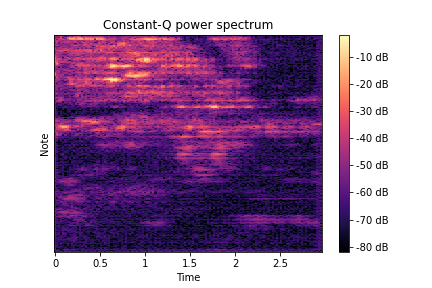 Constant-Q power spectrum
Note
-10 dB
-20 dB
-30 dB
-40 dB
-50 dB
-60 dB
-70 dB
-80 dB
0 0.5 1 1.5 2 2.5
Time